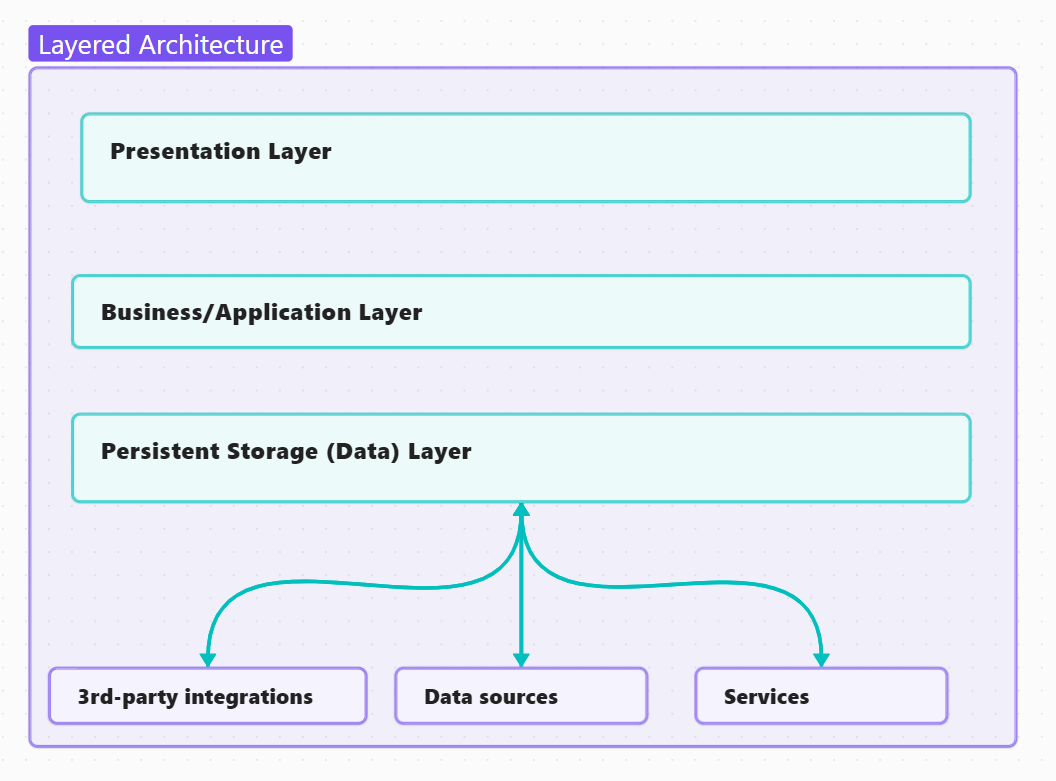 Layered Architecture
Presentation Layer
Business/Application Layer
Persistent Storage (Data) Layer
3rd-party integrations
Data sources
Services